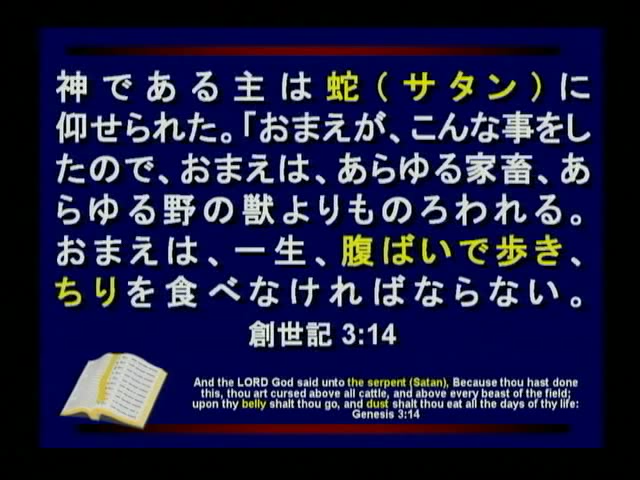 神である主は蛇(サタン)に
仰せられた。「おまえが、こんな事をし
たので、おまえは、あらゆる家畜、あ
らゆる野の獣よりものろわれる。
おまえは、一生、腹ばいで歩き、
ちりを食べなければならない。
創世記 3:14
And the LORD God said unto the serpent (Satan), Because thou hast done
this, thou art cursed above all cattle, and above every beast of the field;
upon thy belly shalt thou go, and dust shalt thou eat all the days of thy life:
Genesis 3:14